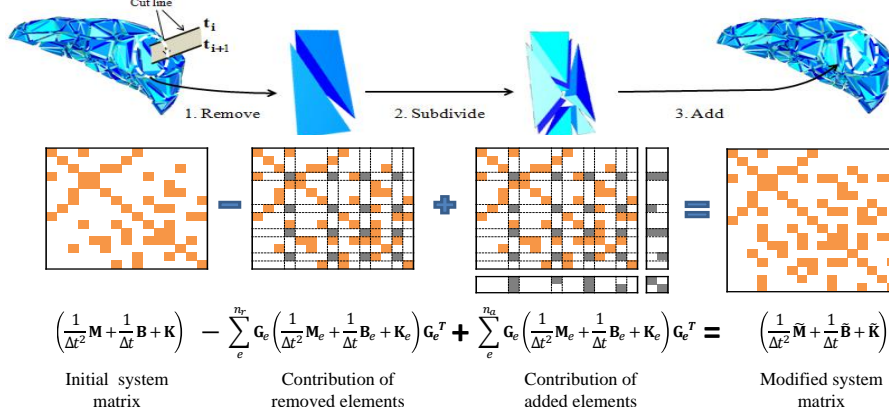 Cut line
t_i
t_{i+1}
1. Remove
2. Subdivide
3. Add
(1/Δt² M + 1/Δt B + K) − ∑_e^{n_r} G_e (1/Δt² M_e + 1/Δt B_e + K_e) G_e^T + ∑_e^{n_a} G_e (1/Δt² M_e + 1/Δt B_e + K_e) G_e^T = (1/Δt² M̃ + 1/Δt B̃ + K̃)
Initial system
matrix
Contribution of
removed elements
Contribution of
added elements
Modified system
matrix